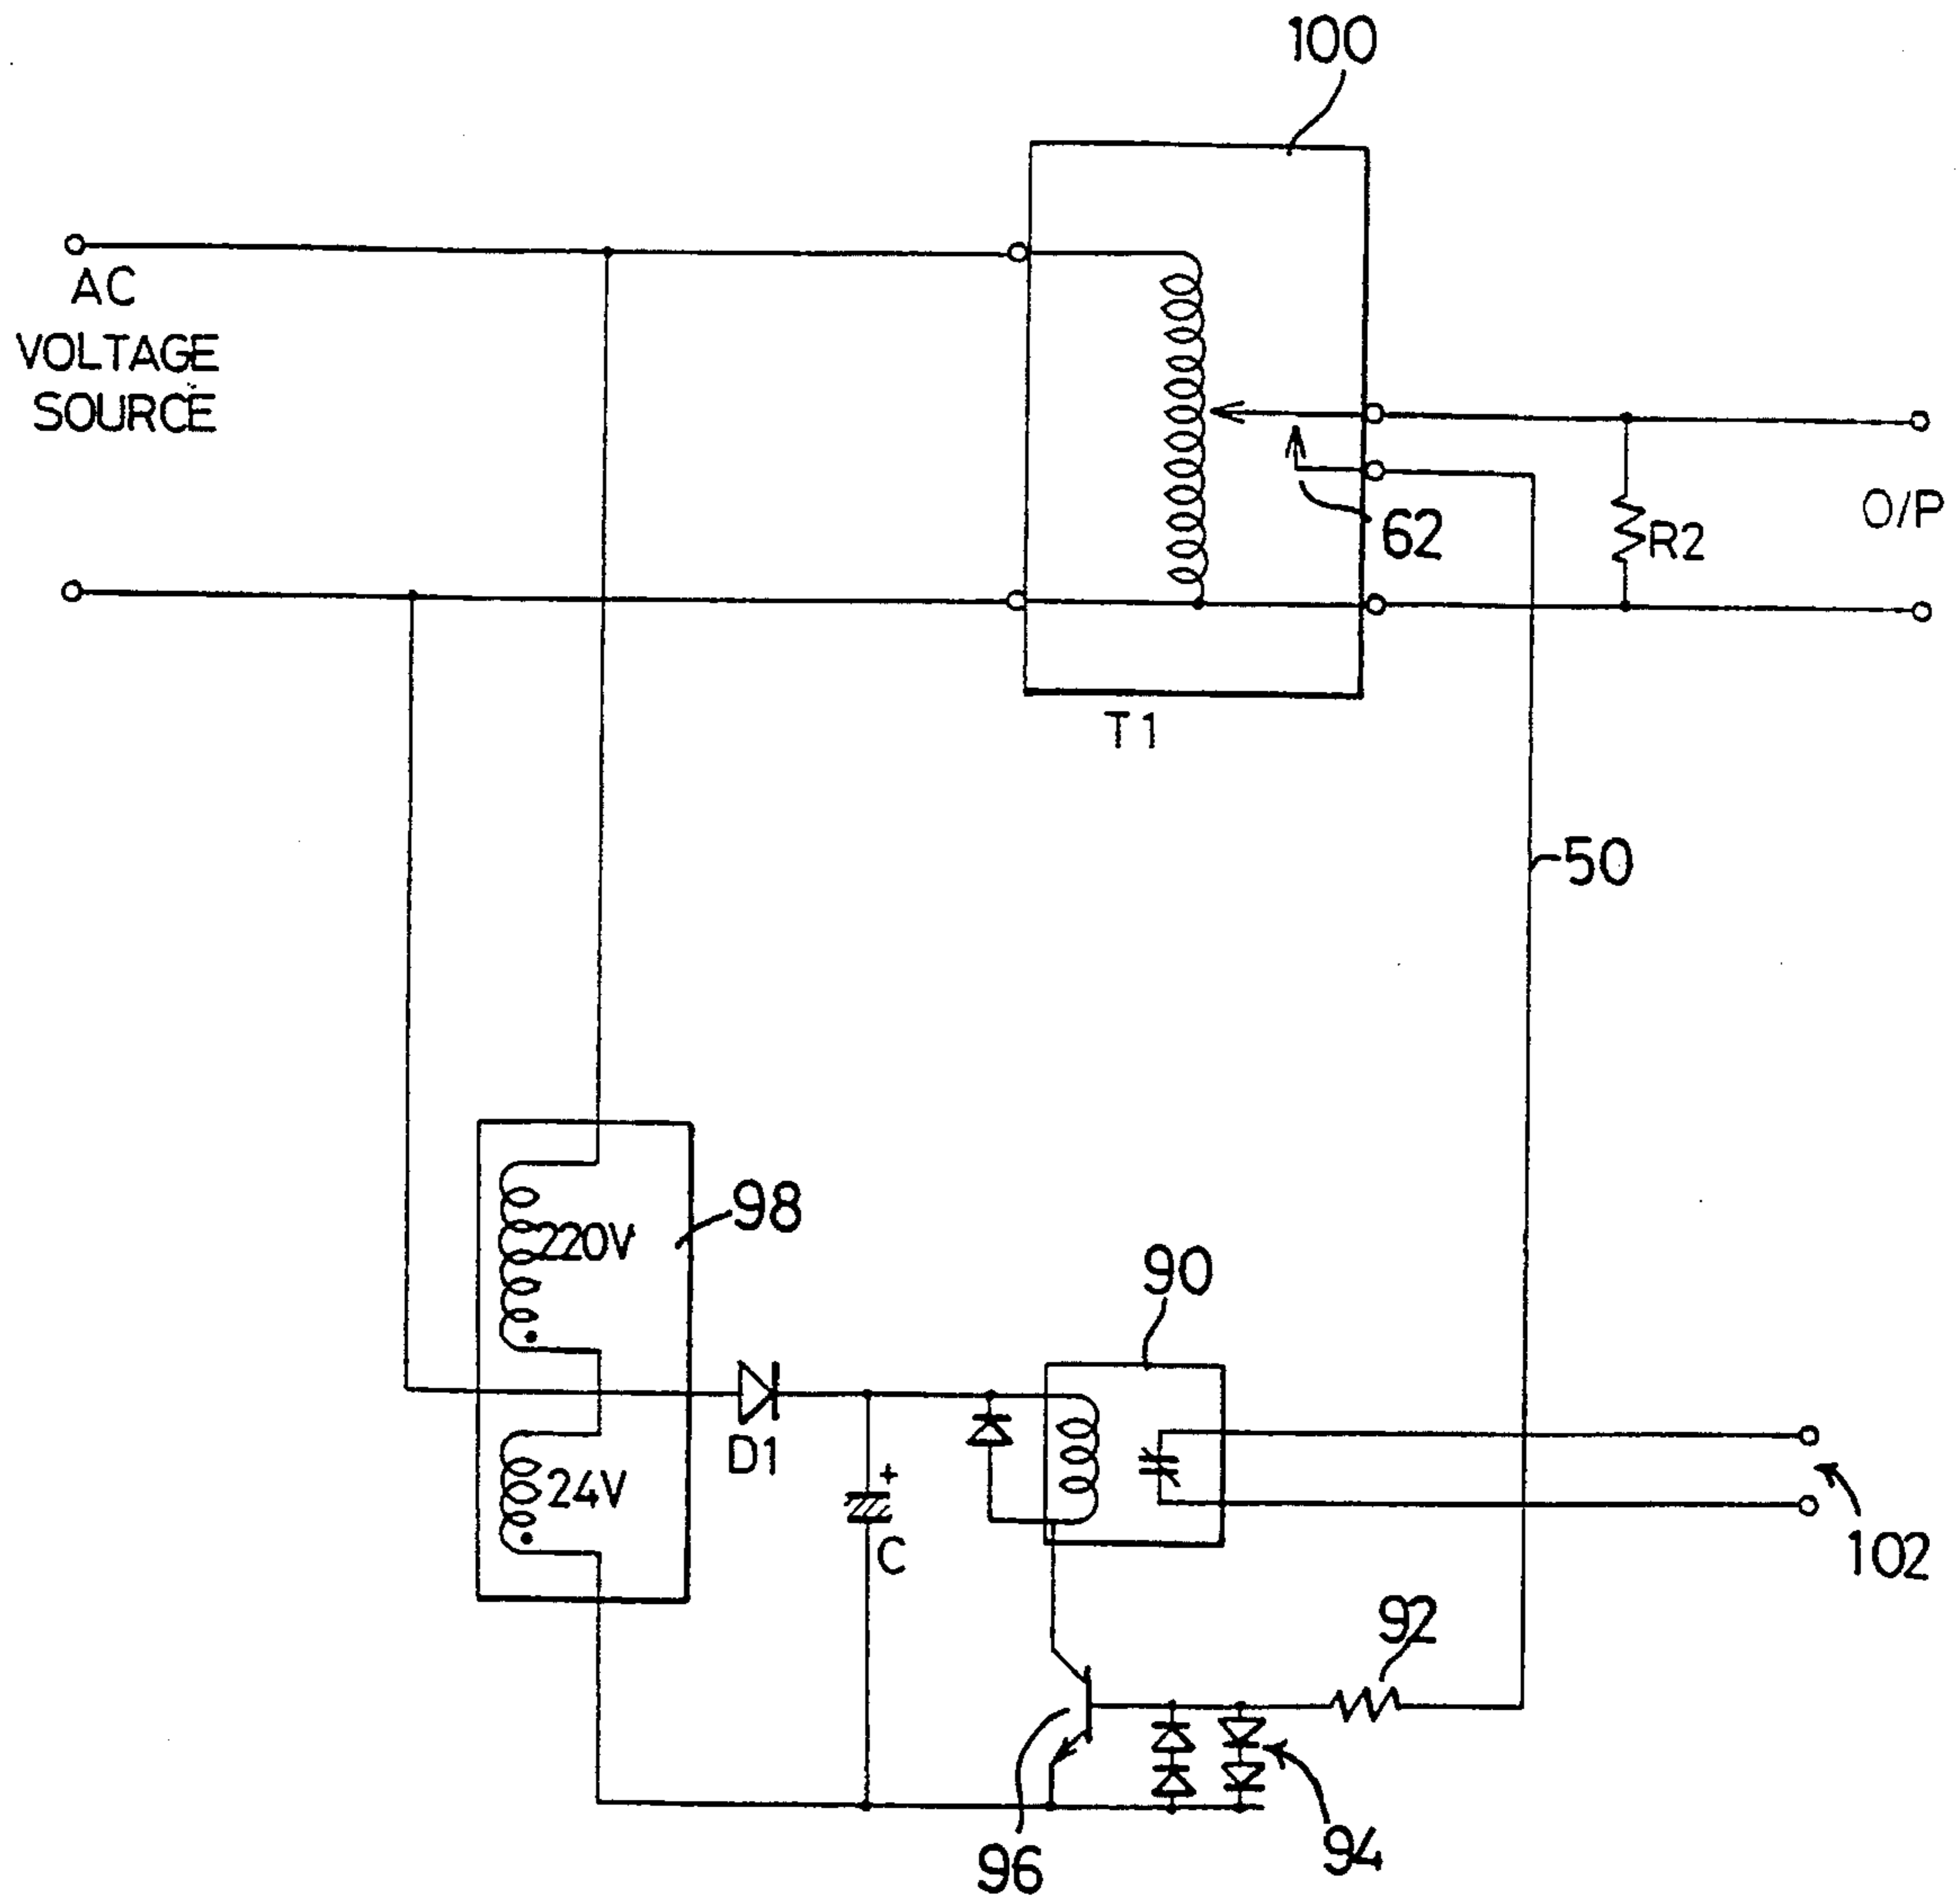 100
AC
VOLTAGE
SOURCE
62
R2
O/P
T1
50
98
220V
90
D1
24V
+
C
102
92
96
94